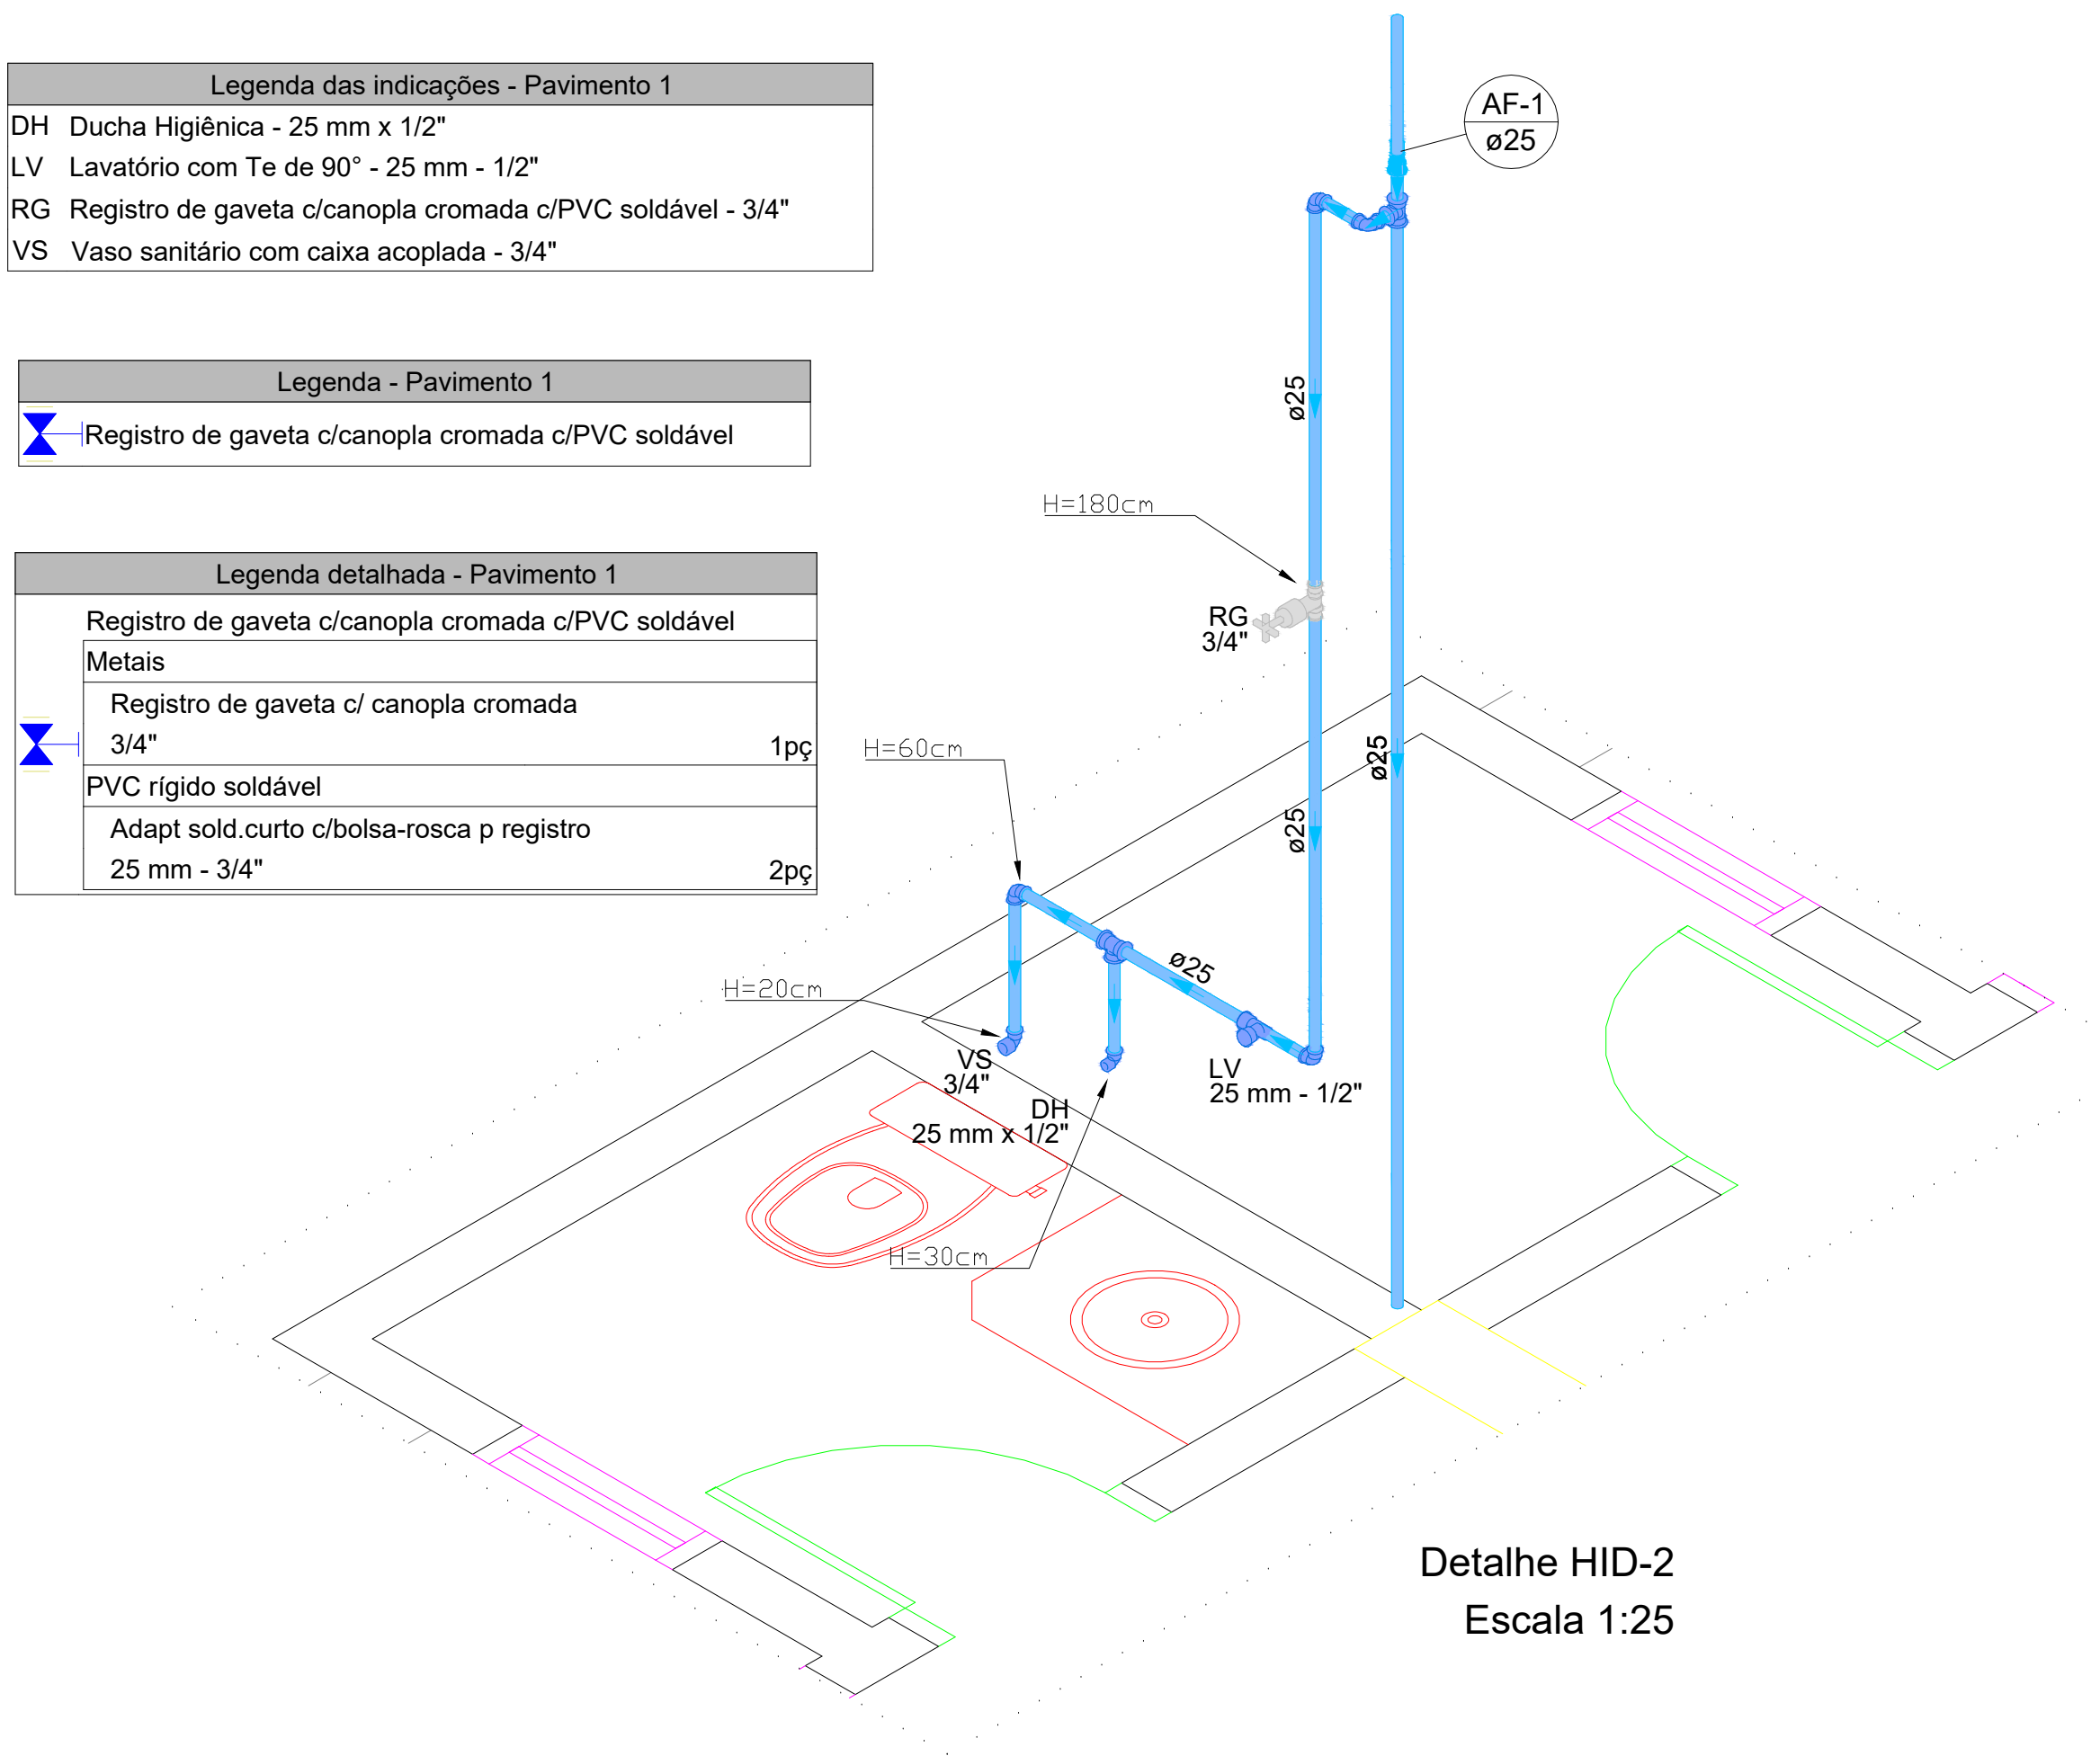 Legenda das indicações - Pavimento 1
DH Ducha Higiênica - 25 mm x 1/2"
LV Lavatório com Te de 90° - 25 mm - 1/2"
RG Registro de gaveta c/canopla cromada c/PVC soldável - 3/4"
VS Vaso sanitário com caixa acoplada - 3/4"
Legenda - Pavimento 1
Registro de gaveta c/canopla cromada c/PVC soldável
Legenda detalhada - Pavimento 1
Registro de gaveta c/canopla cromada c/PVC soldável
Metais
Registro de gaveta c/ canopla cromada
3/4" 1pç
PVC rígido soldável
Adapt sold.curto c/bolsa-rosca p registro
25 mm - 3/4" 2pç
AF-1
ø25
ø25
H=180cm
RG
3/4"
H=60cm
ø25
ø25
ø25
H=20cm
VS
3/4"
LV
25 mm - 1/2"
DH
25 mm x 1/2"
H=30cm
Detalhe HID-2
Escala 1:25